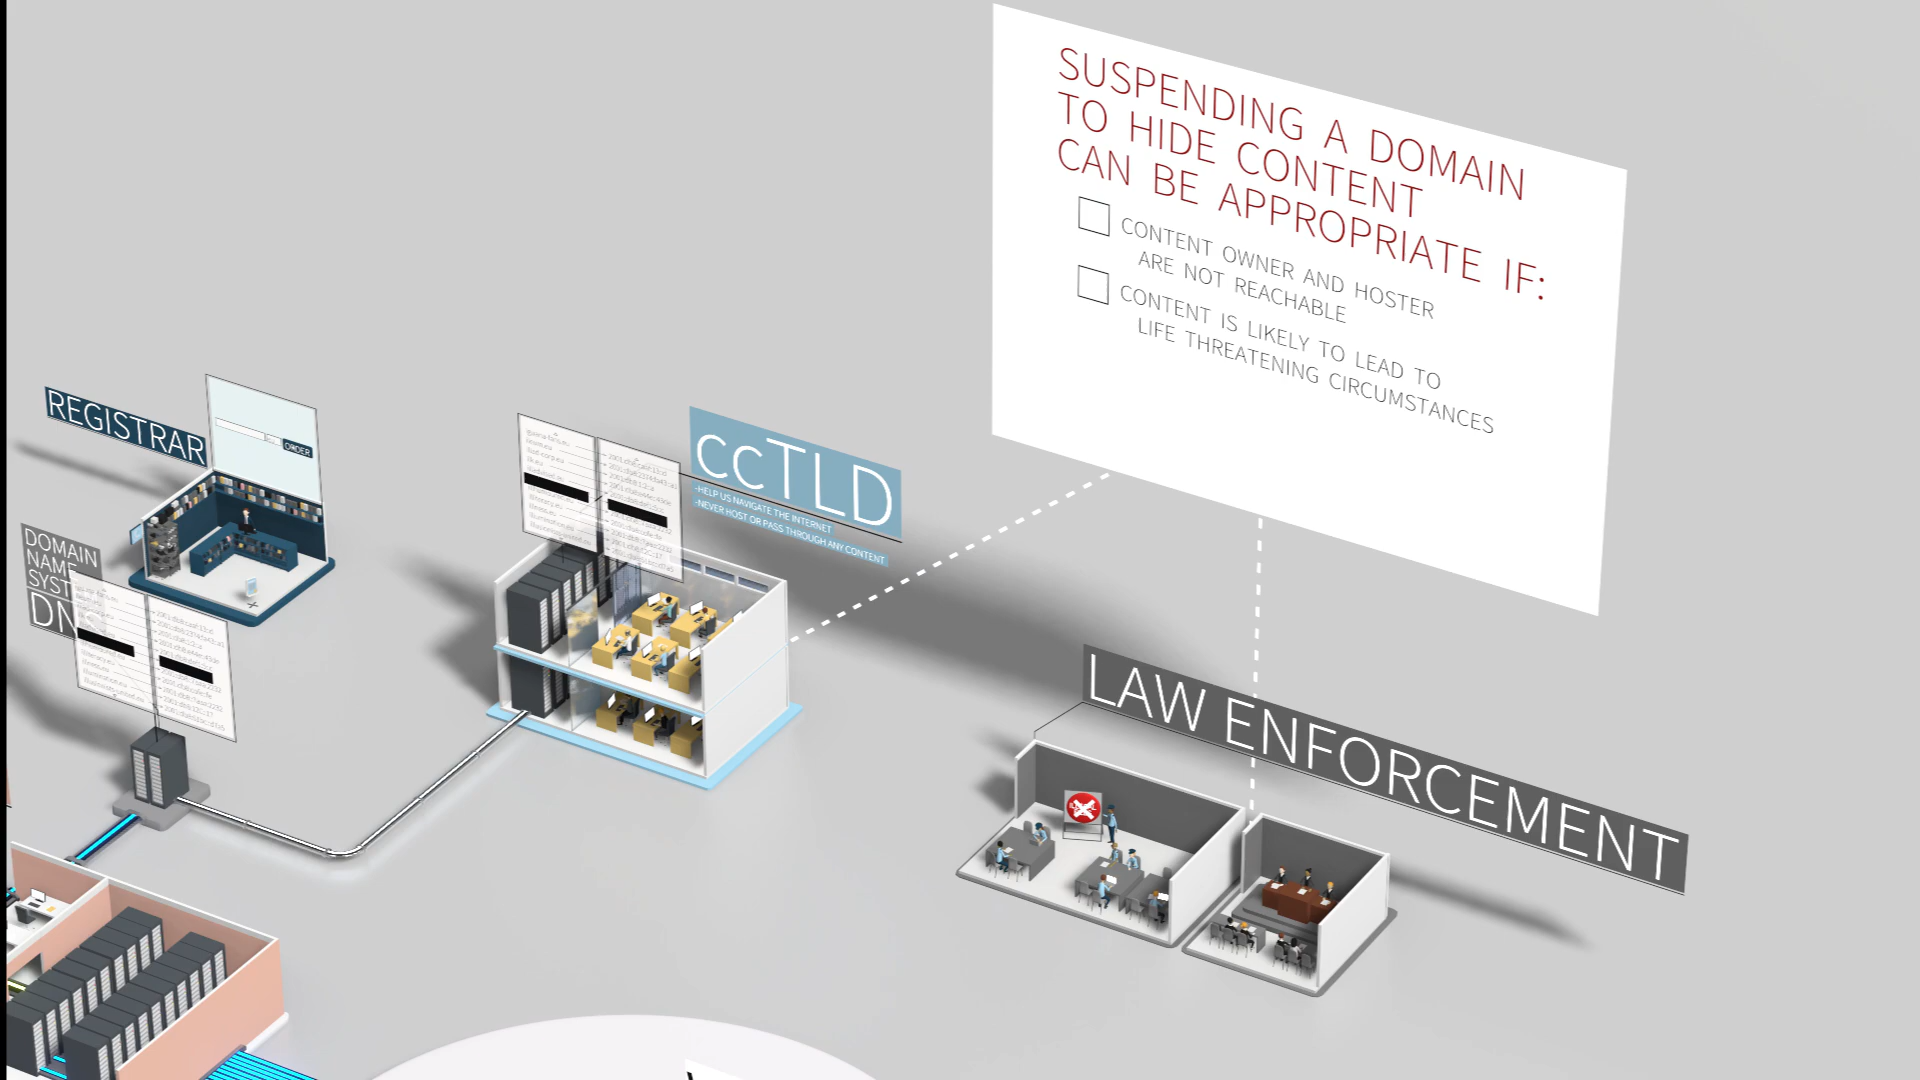 SUSPENDING A DOMAIN
TO HIDE CONTENT
CAN BE APPROPRIATE IF:
CONTENT OWNER AND HOSTER
ARE NOT REACHABLE
CONTENT IS LIKELY TO LEAD TO
LIFE THREATENING CIRCUMSTANCES
REGISTRAR
ORDER
ccTLD
-HELP US NAVIGATE THE INTERNET
-NEVER HOST OR PASS THROUGH ANY CONTENT
DOMAIN
NAME
SYST
DN
LAW ENFORCEMENT